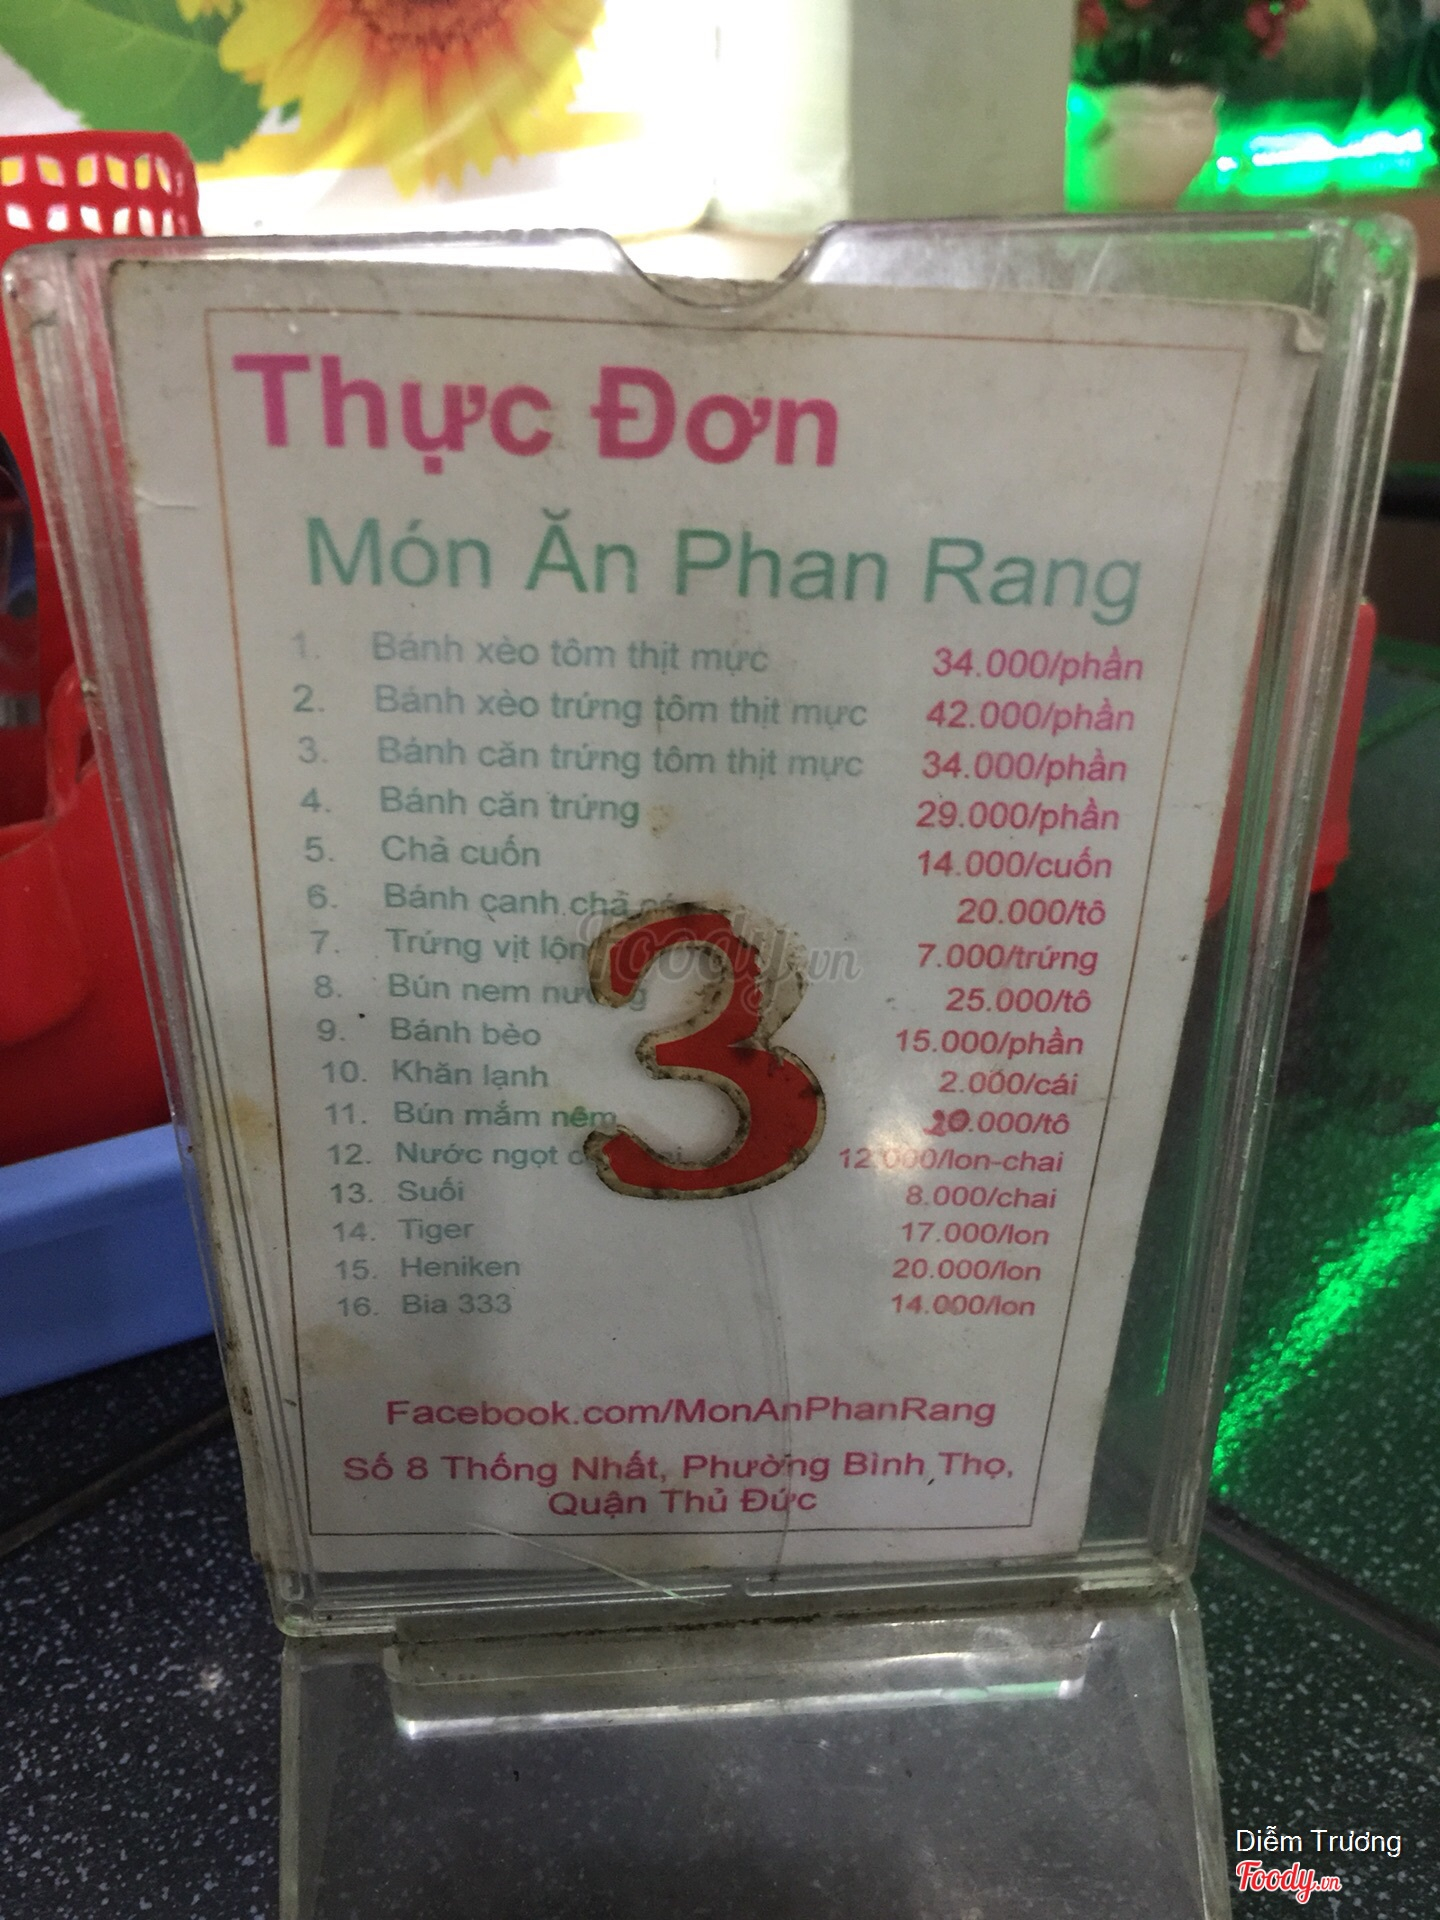 Thực Đơn
Món Ăn Phan Rang
1. Bánh xèo tôm thịt mực 34.000/phần
2. Bánh xèo trứng tôm thịt mực 42.000/phần
3. Bánh căn trứng tôm thịt mực 34.000/phần
4. Bánh căn trứng 29.000/phần
5. Chả cuốn 14.000/cuốn
6. Bánh canh chả 20.000/tô
7. Trứng vịt lộn 7.000/trứng
8. Bún nem nướng 25.000/tô
9. Bánh bèo 15.000/phần
10. Khăn lạnh 2.000/cái
11. Bún mắm nêm 20.000/tô
12. Nước ngọt 12.000/lon-chai
13. Suối 8.000/chai
14. Tiger 17.000/lon
15. Heniken 20.000/lon
16. Bia 333 14.000/lon
3
Foody.vn
Facebook.com/MonAnPhanRang
Số 8 Thống Nhất, Phường Bình Thọ,
Quận Thủ Đức
Diễm Trương
Foody.vn